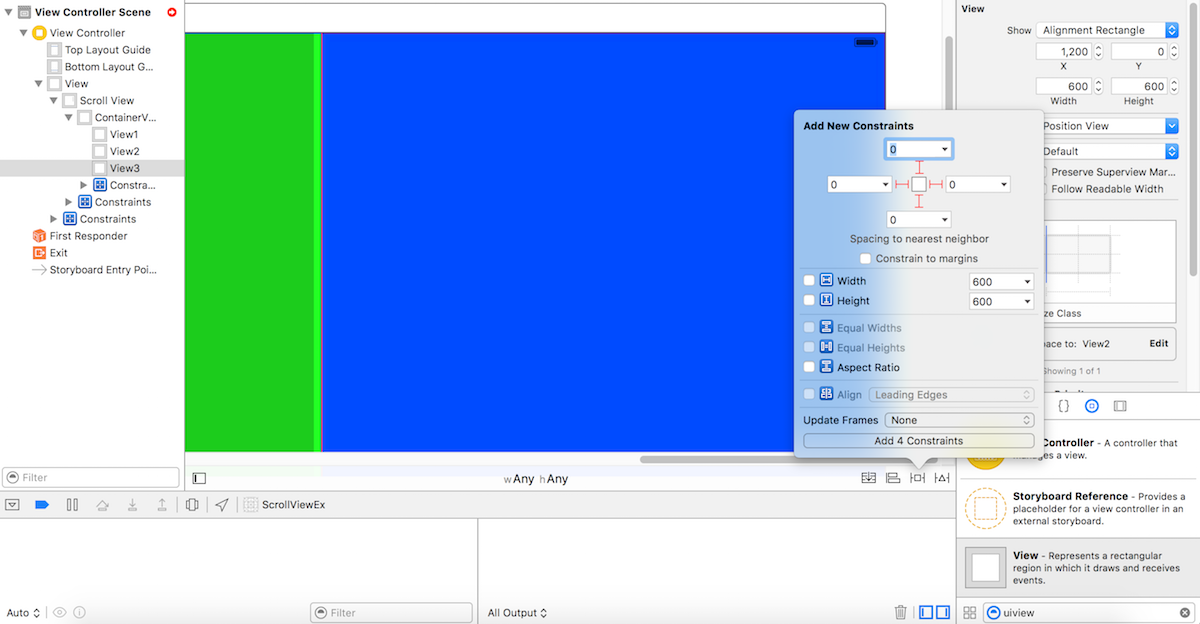 View Controller Scene
View Controller
Top Layout Guide
Bottom Layout G...
View
Scroll View
ContainerV...
View1
View2
View3
Constra...
Constraints
Constraints
First Responder
Exit
Storyboard Entry Poi...
Filter
wAny hAny
Add New Constraints
0
0
0
0
Spacing to nearest neighbor
Constrain to margins
Width 600
Height 600
Equal Widths
Equal Heights
Aspect Ratio
Align Leading Edges
Update Frames None
Add 4 Constraints
View
Show Alignment Rectangle
1,200 0
X Y
600 600
Width Height
Position View
Default
Preserve Superview Mar...
Follow Readable Width
ze Class
ace to: View2 Edit
Showing 1 of 1
{}
Controller - A controller that
manages a view.
Storyboard Reference - Provides a
placeholder for a view controller in an
external storyboard.
View - Represents a rectangular
region in which it draws and receives
events.
uiview
ScrollViewEx
Auto
Filter
All Output